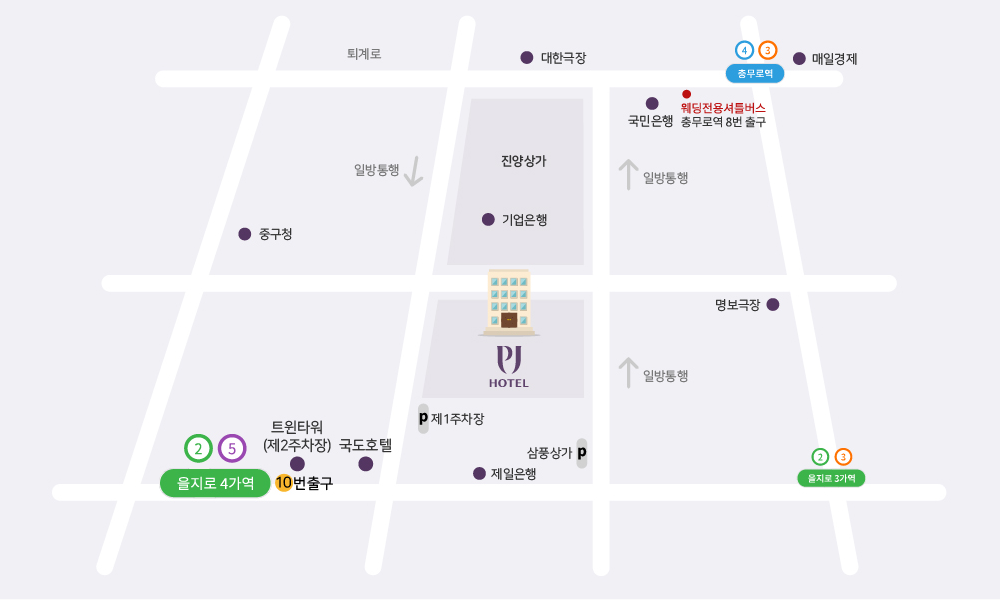 퇴계로
대한극장
4 3
충무로역
매일경제
국민은행
웨딩전용셔틀버스
충무로역 8번 출구
진양상가
일방통행
일방통행
기업은행
중구청
명보극장
PJ
HOTEL
일방통행
p 제1주차장
트윈타워
(제2주차장)
국도호텔
2 5
을지로 4가역
10번출구
삼풍상가 p
제일은행
2 3
을지로 3가역